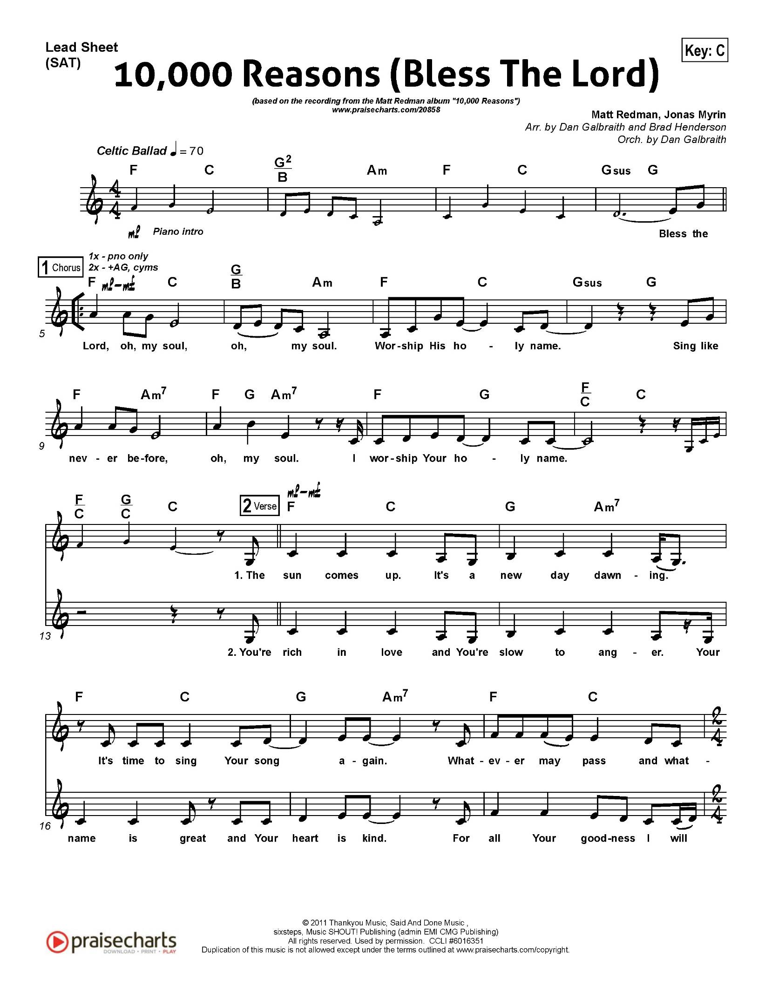 Lead Sheet
(SAT)
Key: C
10,000 Reasons (Bless The Lord)
(based on the recording from the Matt Redman album "10,000 Reasons")
www.praisecharts.com/20858
Matt Redman, Jonas Myrin
Arr. by Dan Galbraith and Brad Henderson
Orch. by Dan Galbraith
Celtic Ballad ♩ = 70
F C G2/B Am F C Gsus G
4/4
mp Piano intro
Bless the
1 Chorus
1x - pno only
2x - +AG, cyms
F mp-mf C G/B Am F C Gsus G
5
Lord, oh, my soul, oh, my soul. Wor-ship His ho - ly name. Sing like
F Am7 F G Am7 F G F/C C
9
nev - er be-fore, oh, my soul. I wor-ship Your ho - ly name.
mp-mf
F/C G/C C 2 Verse F C G Am7
1. The sun comes up. It's a new day dawn - ing.
13
2. You're rich in love and You're slow to ang - er. Your
F C G Am7 F C
2/4
It's time to sing Your song a - gain. What - ev - er may pass and what -
2/4
16
name is great and Your heart is kind. For all Your good-ness I will
© 2011 Thankyou Music, Said And Done Music ,
sixsteps, Music SHOUT! Publishing (admin EMI CMG Publishing)
All rights reserved. Used by permission. CCLI #6016351
Duplication of this music is not allowed except under the terms outlined at www.praisecharts.com/copyright.
praisecharts
DOWNLOAD • PRINT • PLAY